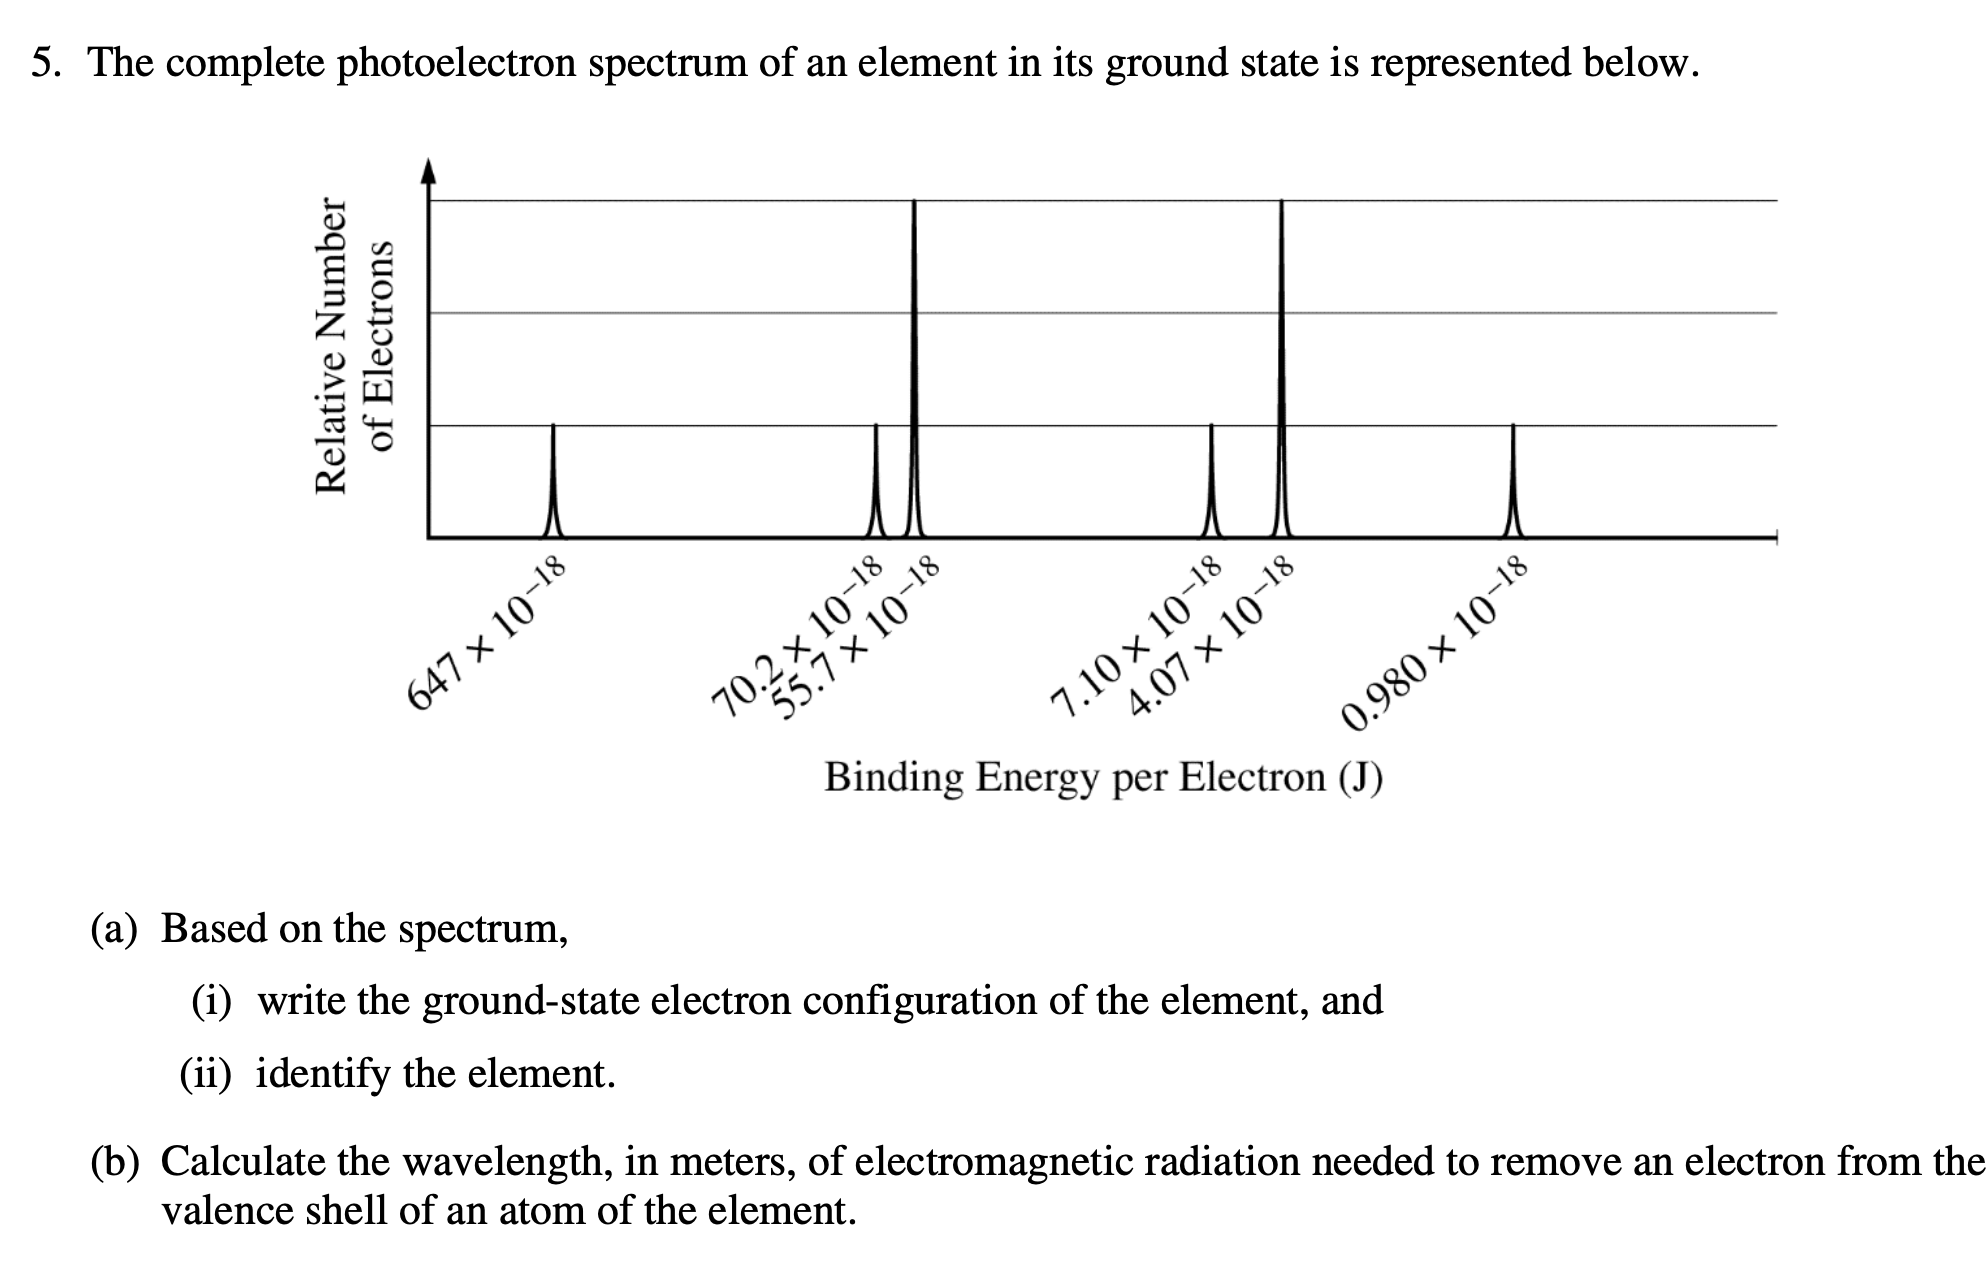 5. The complete photoelectron spectrum of an element in its ground state is represented below.
Relative Number
of Electrons
647 × 10⁻¹⁸
70.2 × 10⁻¹⁸
55.7 × 10⁻¹⁸
7.10 × 10⁻¹⁸
4.07 × 10⁻¹⁸
0.980 × 10⁻¹⁸
Binding Energy per Electron (J)
(a) Based on the spectrum,
(i) write the ground-state electron configuration of the element, and
(ii) identify the element.
(b) Calculate the wavelength, in meters, of electromagnetic radiation needed to remove an electron from the
valence shell of an atom of the element.